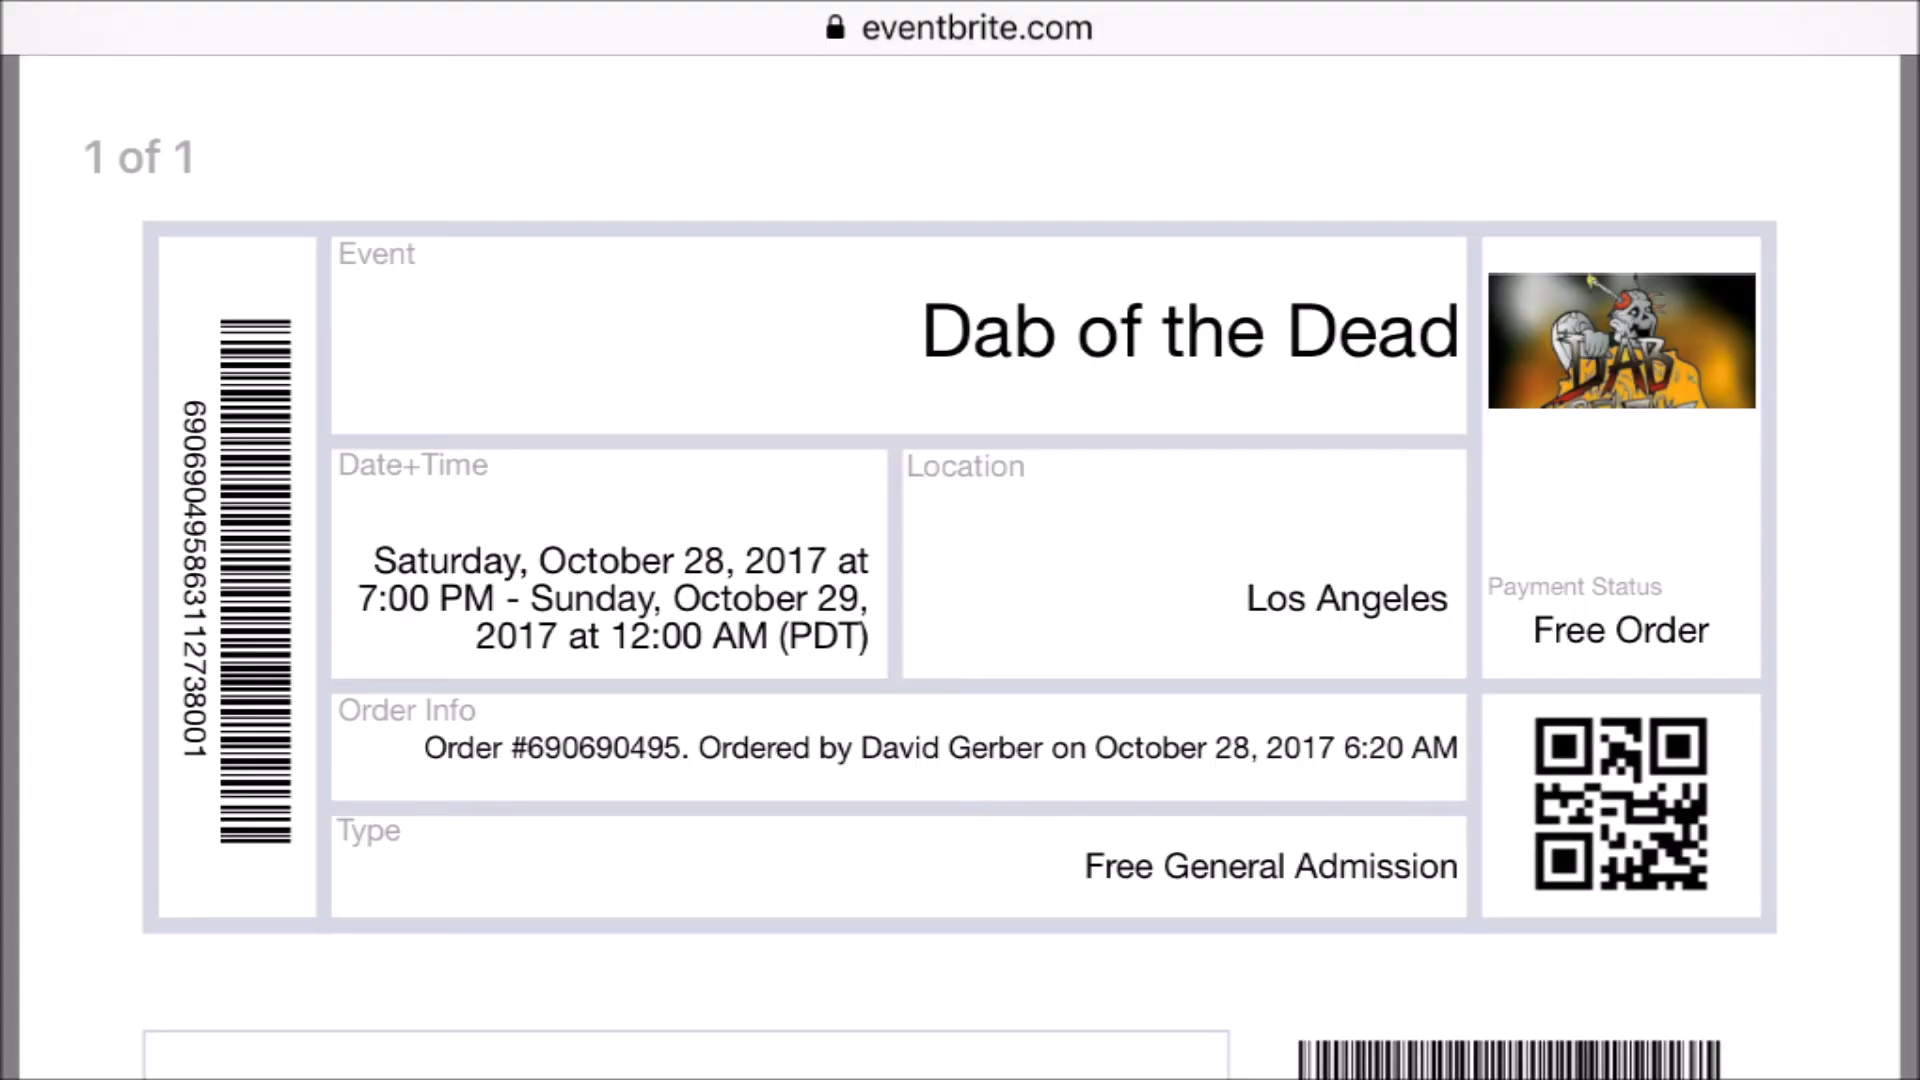 eventbrite.com
1 of 1
690690495863112738001
Event
Dab of the Dead
Date+Time
Saturday, October 28, 2017 at
7:00 PM - Sunday, October 29,
2017 at 12:00 AM (PDT)
Location
Los Angeles
Order Info
Order #690690495. Ordered by David Gerber on October 28, 2017 6:20 AM
Type
Free General Admission
DAB
Payment Status
Free Order